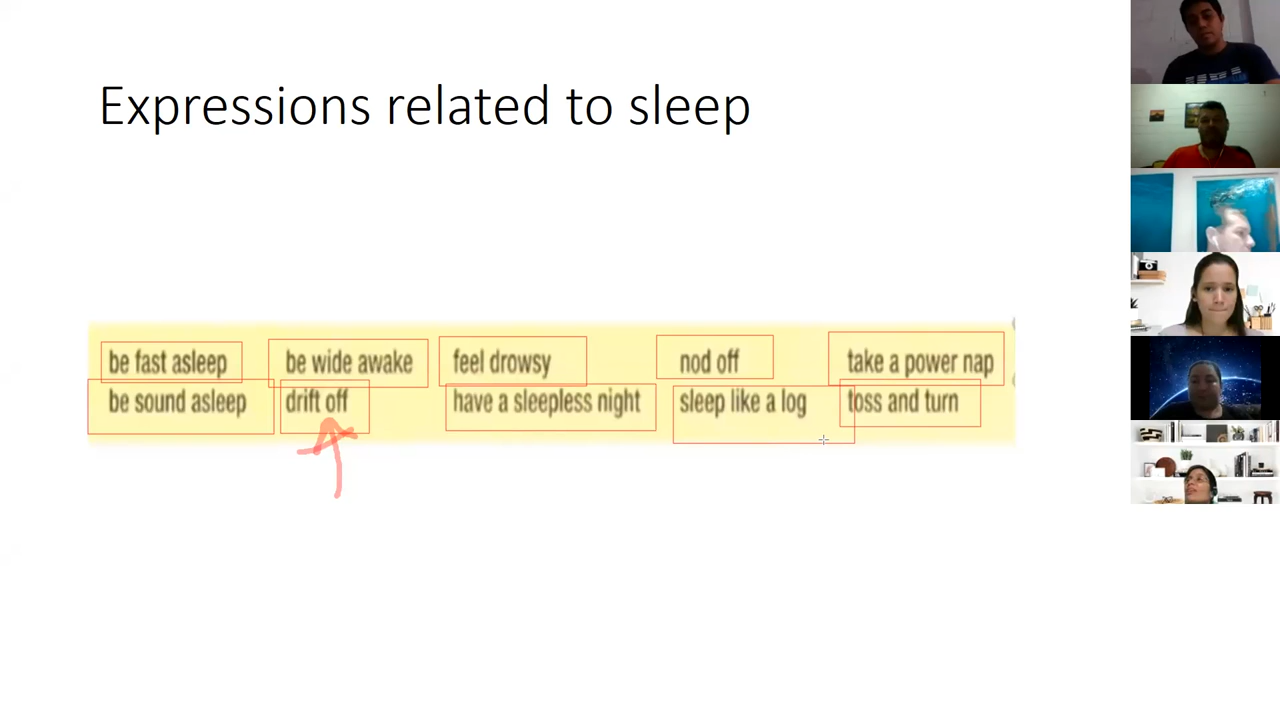 Expressions related to sleep
be fast asleep be wide awake feel drowsy nod off take a power nap
be sound asleep drift off have a sleepless night sleep like a log toss and turn